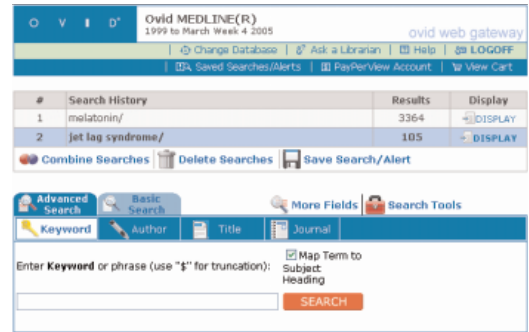 O V I D®
Ovid MEDLINE(R)
1999 to March Week 4 2005
ovid web gateway
| Change Database | Ask a Librarian | Help | LOGOFF
| Saved Searches/Alerts | PayPerView Account | View Cart
# Search History Results Display
1 melatonin/ 3364 DISPLAY
2 jet lag syndrome/ 105 DISPLAY
Combine Searches Delete Searches Save Search/Alert
Advanced Search Basic Search More Fields Search Tools
Keyword Author Title Journal
Enter Keyword or phrase (use "$" for truncation): Map Term to Subject Heading
SEARCH